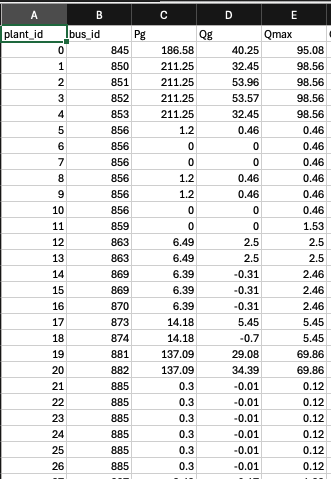 A B C D E
plant_id bus_id Pg Qg Qmax
0 845 186.58 40.25 95.08
1 850 211.25 32.45 98.56
2 851 211.25 53.96 98.56
3 852 211.25 53.57 98.56
4 853 211.25 32.45 98.56
5 856 1.2 0.46 0.46
6 856 0 0 0.46
7 856 0 0 0.46
8 856 1.2 0.46 0.46
9 856 1.2 0.46 0.46
10 856 0 0 0.46
11 859 0 0 1.53
12 863 6.49 2.5 2.5
13 863 6.49 2.5 2.5
14 869 6.39 -0.31 2.46
15 869 6.39 -0.31 2.46
16 870 6.39 -0.31 2.46
17 873 14.18 5.45 5.45
18 874 14.18 -0.7 5.45
19 881 137.09 29.08 69.86
20 882 137.09 34.39 69.86
21 885 0.3 -0.01 0.12
22 885 0.3 -0.01 0.12
23 885 0.3 -0.01 0.12
24 885 0.3 -0.01 0.12
25 885 0.3 -0.01 0.12
26 885 0.3 -0.01 0.12